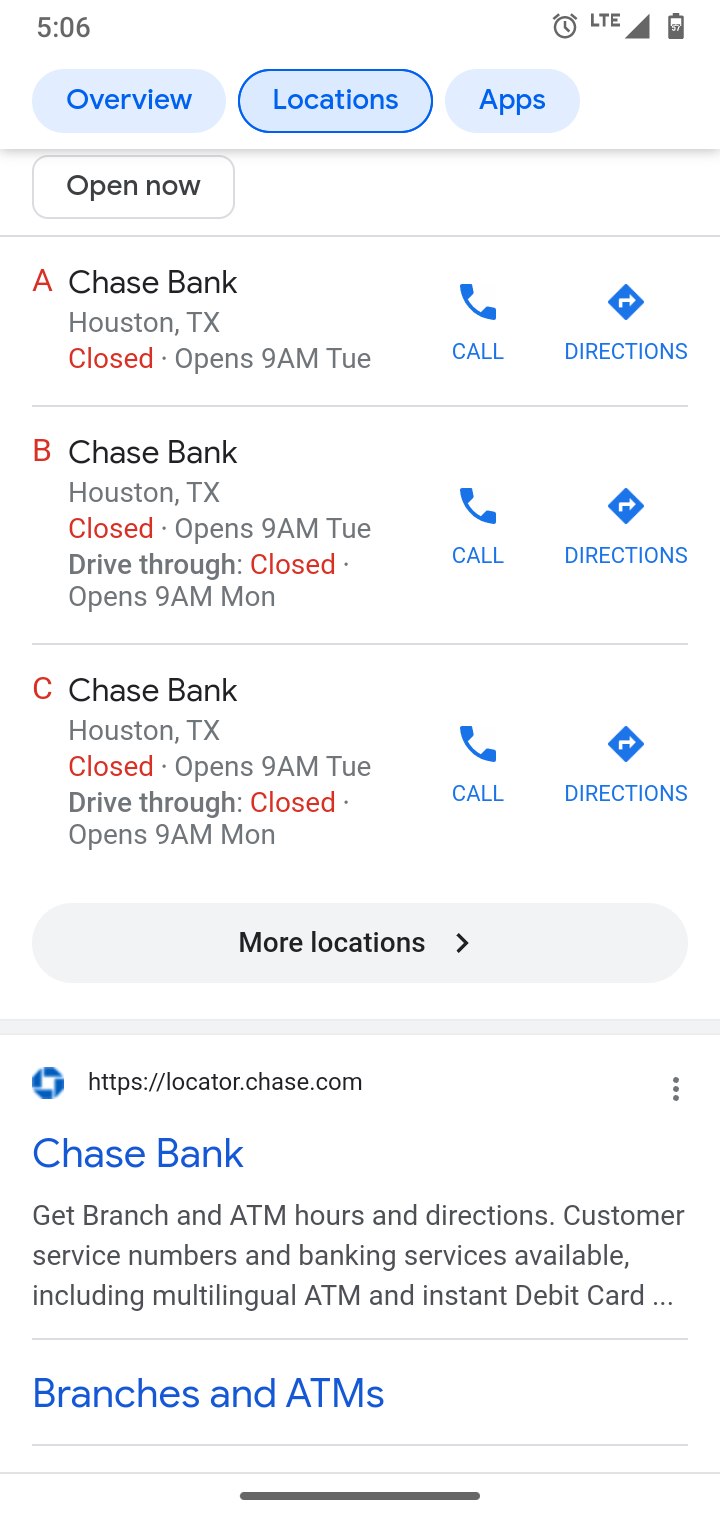 5:06 LTE 57
Overview Locations Apps
Open now
A Chase Bank
Houston, TX
Closed · Opens 9AM Tue
CALL DIRECTIONS
B Chase Bank
Houston, TX
Closed · Opens 9AM Tue
Drive through: Closed ·
Opens 9AM Mon
CALL DIRECTIONS
C Chase Bank
Houston, TX
Closed · Opens 9AM Tue
Drive through: Closed ·
Opens 9AM Mon
CALL DIRECTIONS
More locations
https://locator.chase.com
Chase Bank
Get Branch and ATM hours and directions. Customer
service numbers and banking services available,
including multilingual ATM and instant Debit Card ...
Branches and ATMs